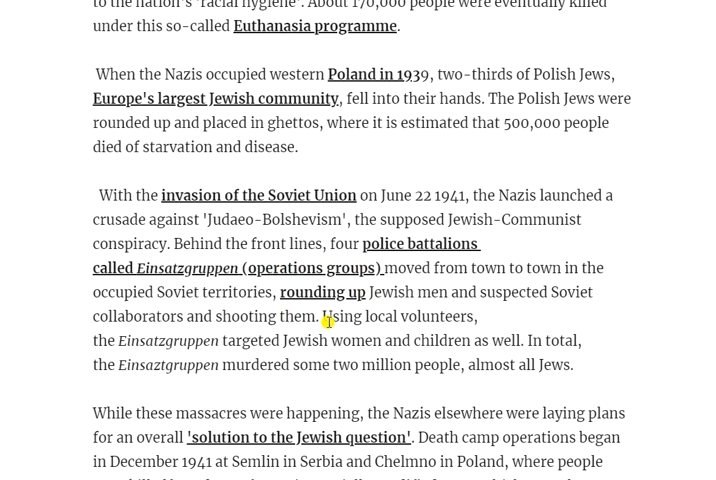 to the nation's 'racial hygiene'. About 170,000 people were eventually killed
under this so-called Euthanasia programme.
When the Nazis occupied western Poland in 1939, two-thirds of Polish Jews,
Europe's largest Jewish community, fell into their hands. The Polish Jews were
rounded up and placed in ghettos, where it is estimated that 500,000 people
died of starvation and disease.
With the invasion of the Soviet Union on June 22 1941, the Nazis launched a
crusade against 'Judaeo-Bolshevism', the supposed Jewish-Communist
conspiracy. Behind the front lines, four police battalions
called Einsatzgruppen (operations groups) moved from town to town in the
occupied Soviet territories, rounding up Jewish men and suspected Soviet
collaborators and shooting them. Using local volunteers,
the Einsatzgruppen targeted Jewish women and children as well. In total,
the Einsaztgruppen murdered some two million people, almost all Jews.
While these massacres were happening, the Nazis elsewhere were laying plans
for an overall 'solution to the Jewish question'. Death camp operations began
in December 1941 at Semlin in Serbia and Chelmno in Poland, where people